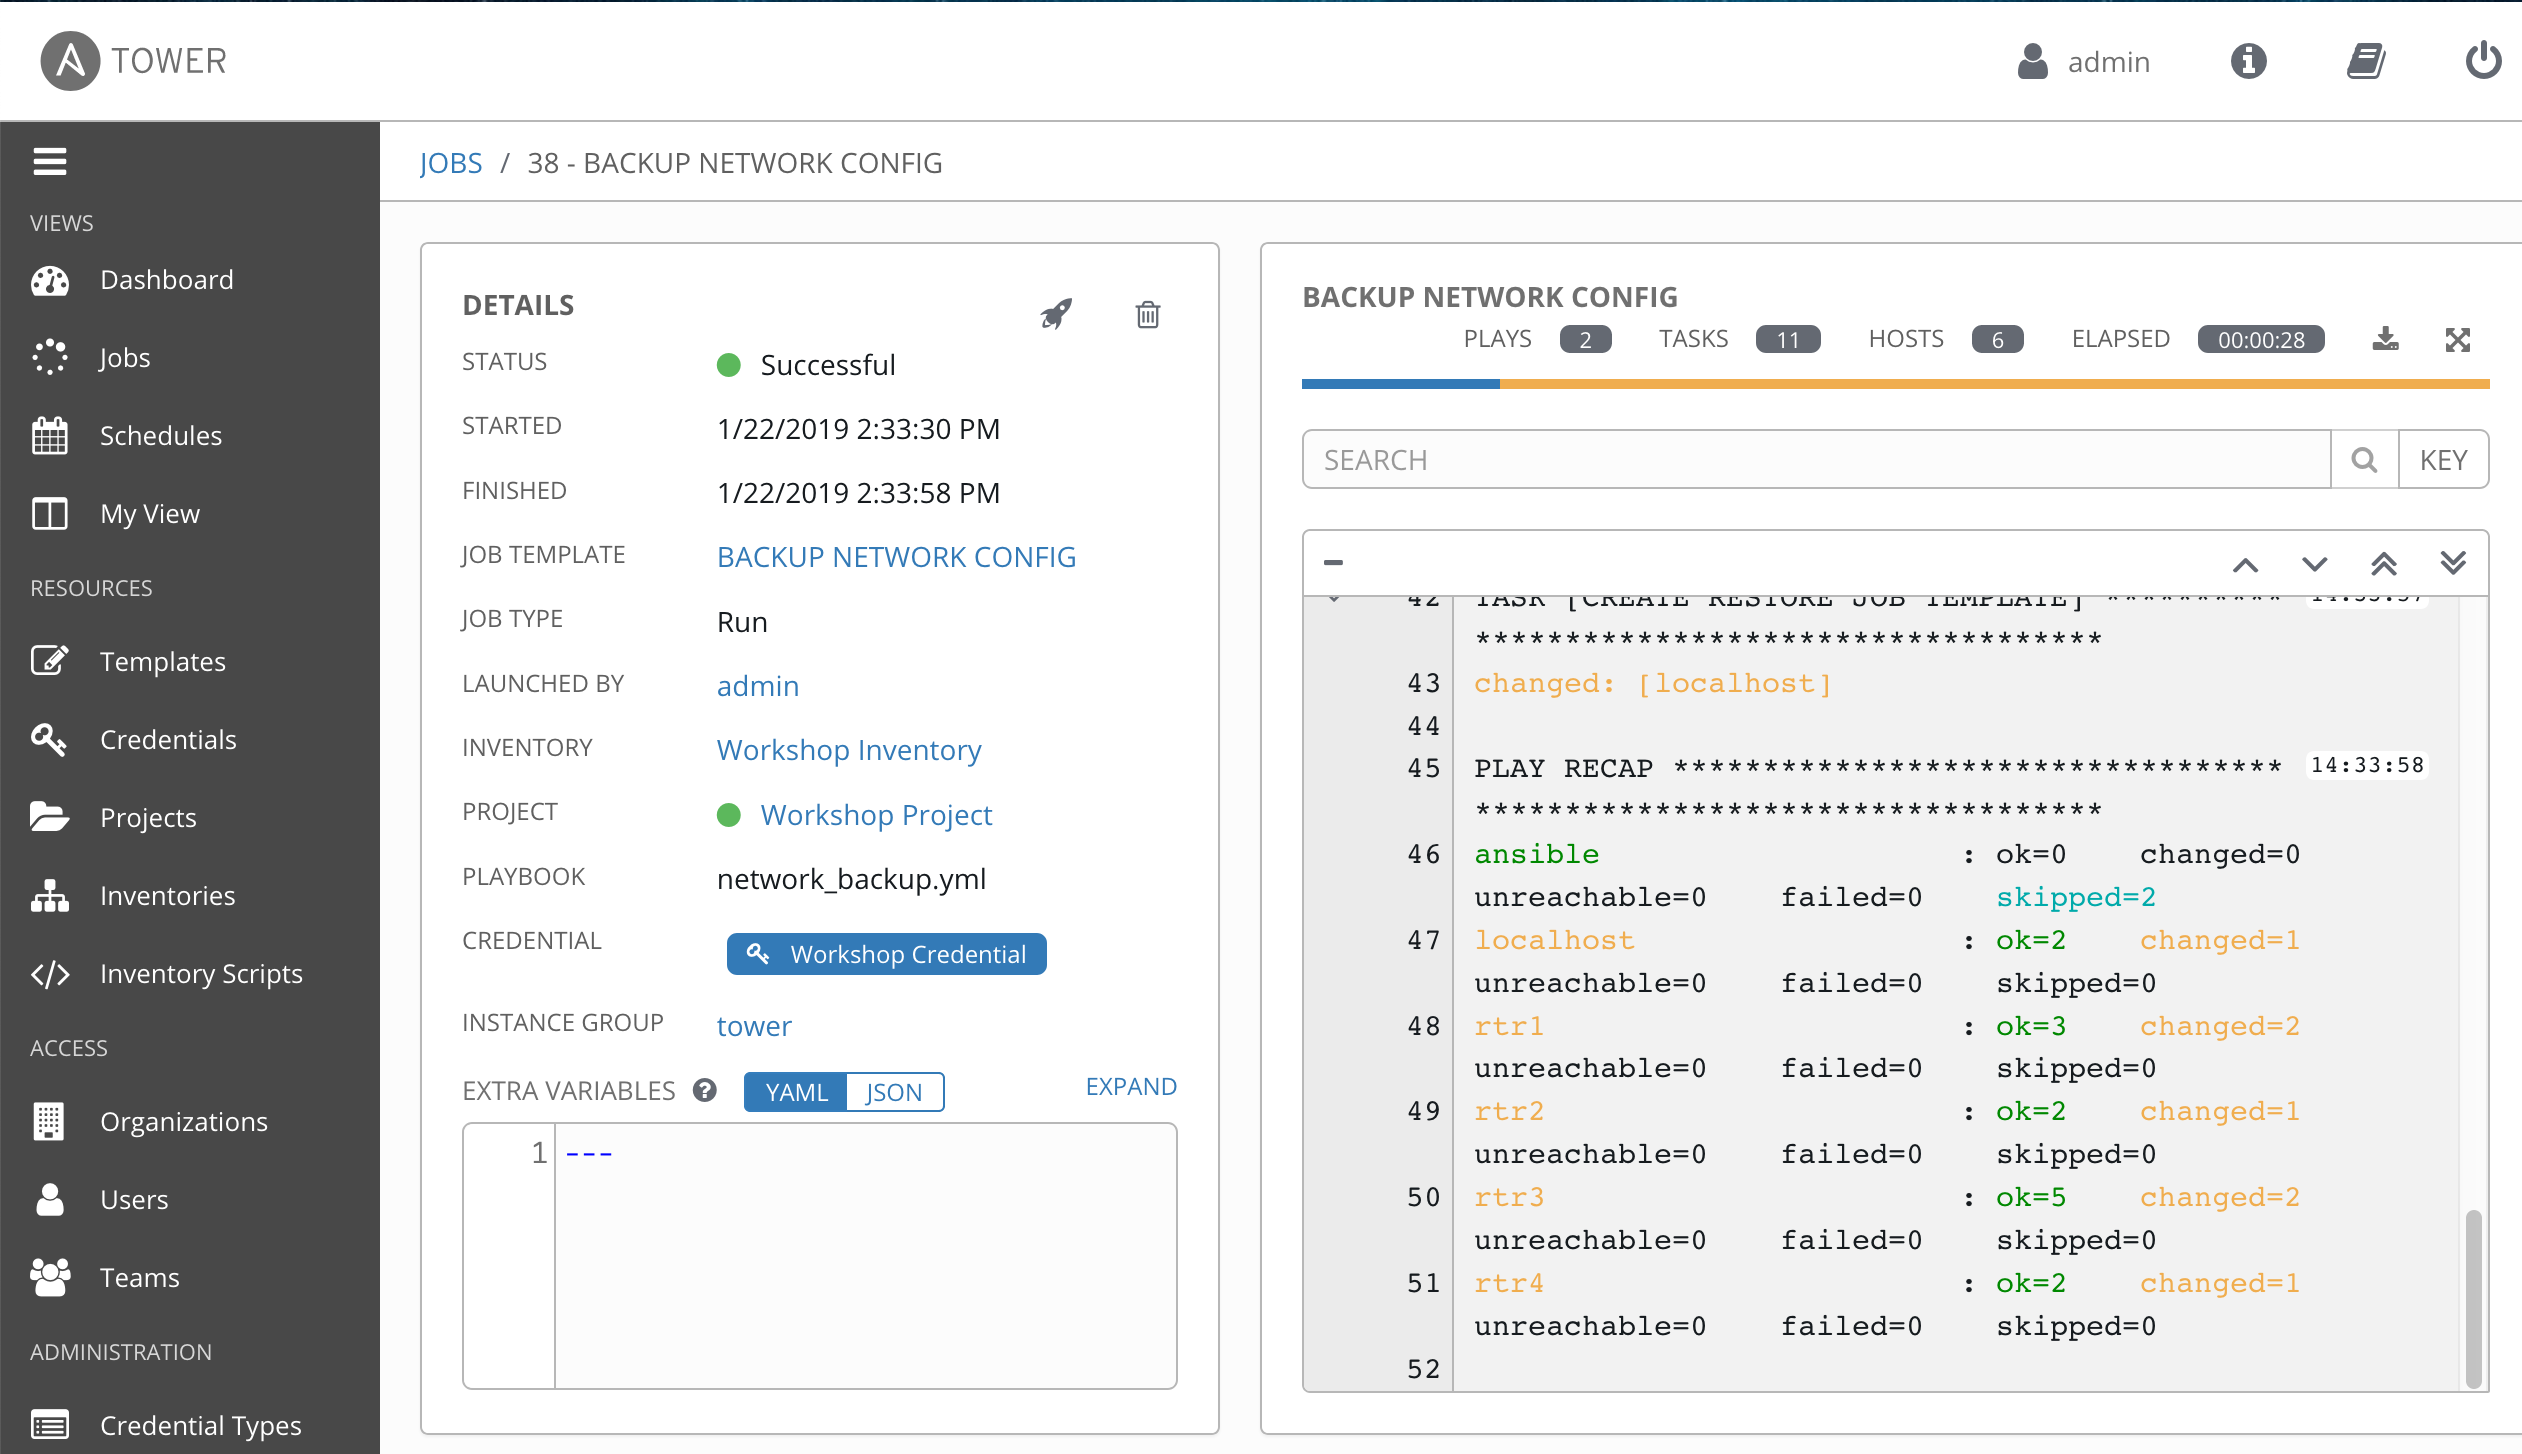 TOWER
admin
VIEWS
Dashboard
Jobs
Schedules
My View
RESOURCES
Templates
Credentials
Projects
Inventories
Inventory Scripts
ACCESS
Organizations
Users
Teams
ADMINISTRATION
Credential Types
JOBS / 38 - BACKUP NETWORK CONFIG
DETAILS
STATUS Successful
STARTED 1/22/2019 2:33:30 PM
FINISHED 1/22/2019 2:33:58 PM
JOB TEMPLATE BACKUP NETWORK CONFIG
JOB TYPE Run
LAUNCHED BY admin
INVENTORY Workshop Inventory
PROJECT Workshop Project
PLAYBOOK network_backup.yml
CREDENTIAL Workshop Credential
INSTANCE GROUP tower
EXTRA VARIABLES ? YAML JSON EXPAND
1 ---
BACKUP NETWORK CONFIG
PLAYS 2 TASKS 11 HOSTS 6 ELAPSED 00:00:28
SEARCH KEY
42 TASK [CREATE RESTORE JOB TEMPLATE] ********** 14:33:57
***********************************
43 changed: [localhost]
44
45 PLAY RECAP ********************************** 14:33:58
***********************************
46 ansible : ok=0 changed=0
unreachable=0 failed=0 skipped=2
47 localhost : ok=2 changed=1
unreachable=0 failed=0 skipped=0
48 rtr1 : ok=3 changed=2
unreachable=0 failed=0 skipped=0
49 rtr2 : ok=2 changed=1
unreachable=0 failed=0 skipped=0
50 rtr3 : ok=5 changed=2
unreachable=0 failed=0 skipped=0
51 rtr4 : ok=2 changed=1
unreachable=0 failed=0 skipped=0
52